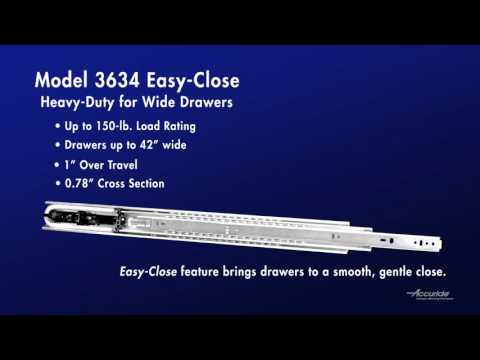 Model 3634 Easy-Close
Heavy-Duty for Wide Drawers
• Up to 150-lb. Load Rating
• Drawers up to 42” wide
• 1” Over Travel
• 0.78” Cross Section
Easy-Close feature brings drawers to a smooth, gentle close.
Accuride